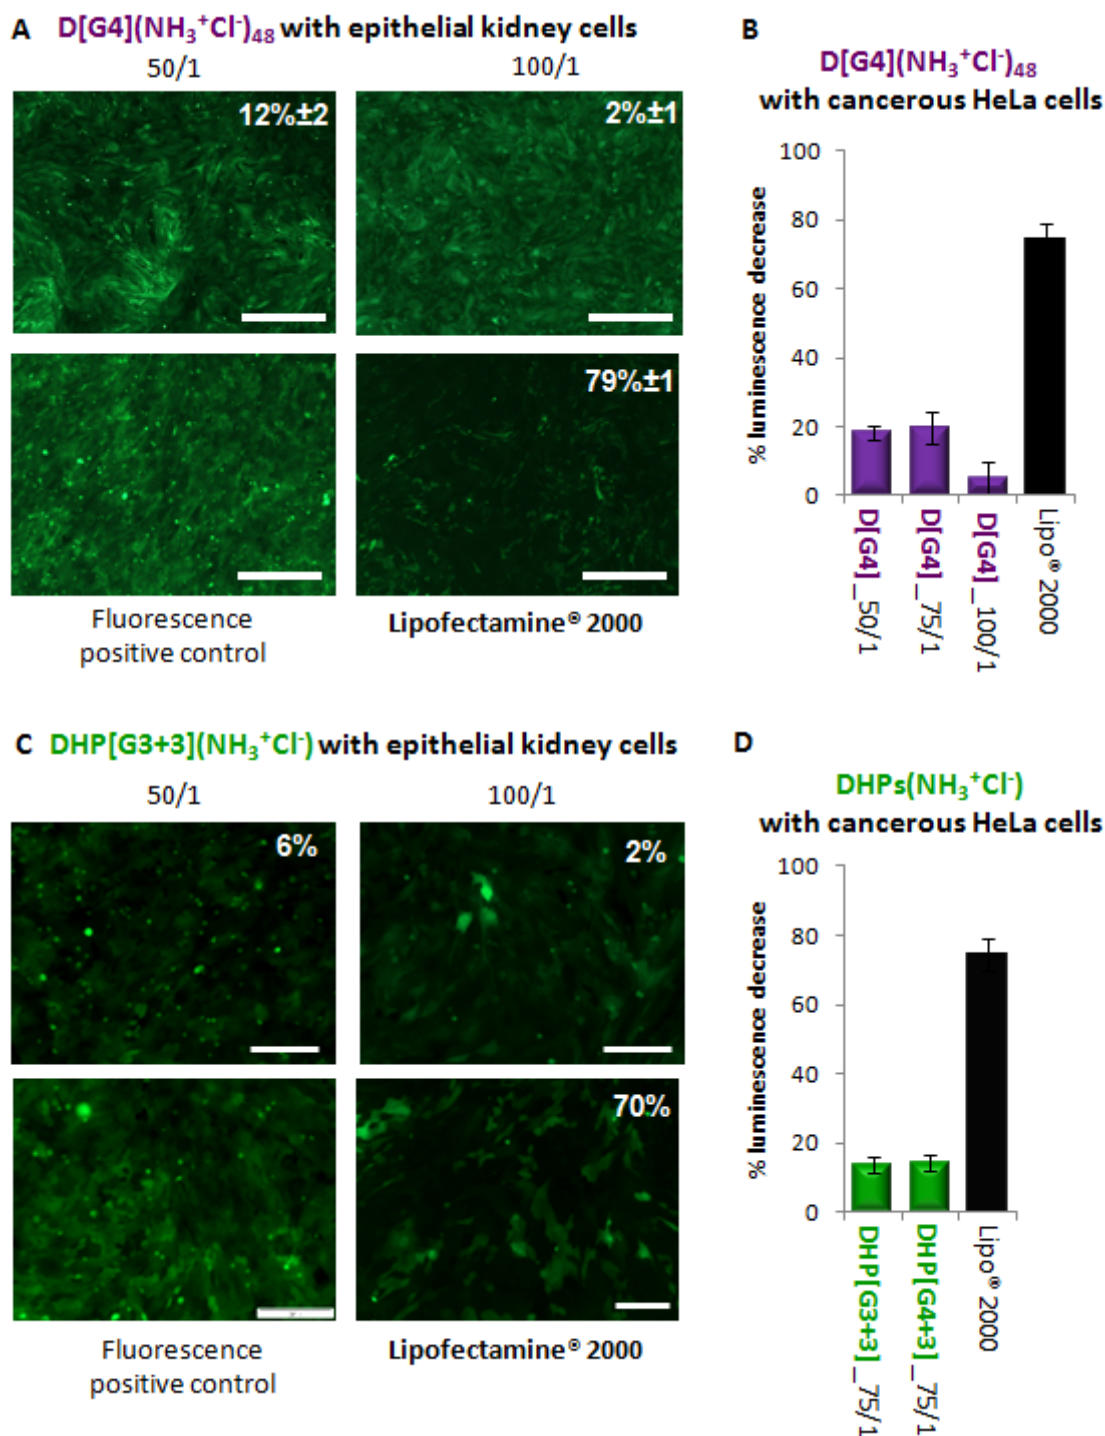 A D[G4](NH₃⁺Cl⁻)₄₈ with epithelial kidney cells
50/1
100/1
12%±2
2%±1
79%±1
Fluorescence
positive control
Lipofectamine® 2000
B
D[G4](NH₃⁺Cl⁻)₄₈
with cancerous HeLa cells
% luminescence decrease
100
80
60
40
20
0
D[G4]_50/1
D[G4]_75/1
D[G4]_100/1
Lipo® 2000
C DHP[G3+3](NH₃⁺Cl⁻) with epithelial kidney cells
50/1
100/1
6%
2%
70%
Fluorescence
positive control
Lipofectamine® 2000
D
DHPs(NH₃⁺Cl⁻)
with cancerous HeLa cells
% luminescence decrease
100
80
60
40
20
0
DHP[G3+3]_75/1
DHP[G4+3]_75/1
Lipo® 2000